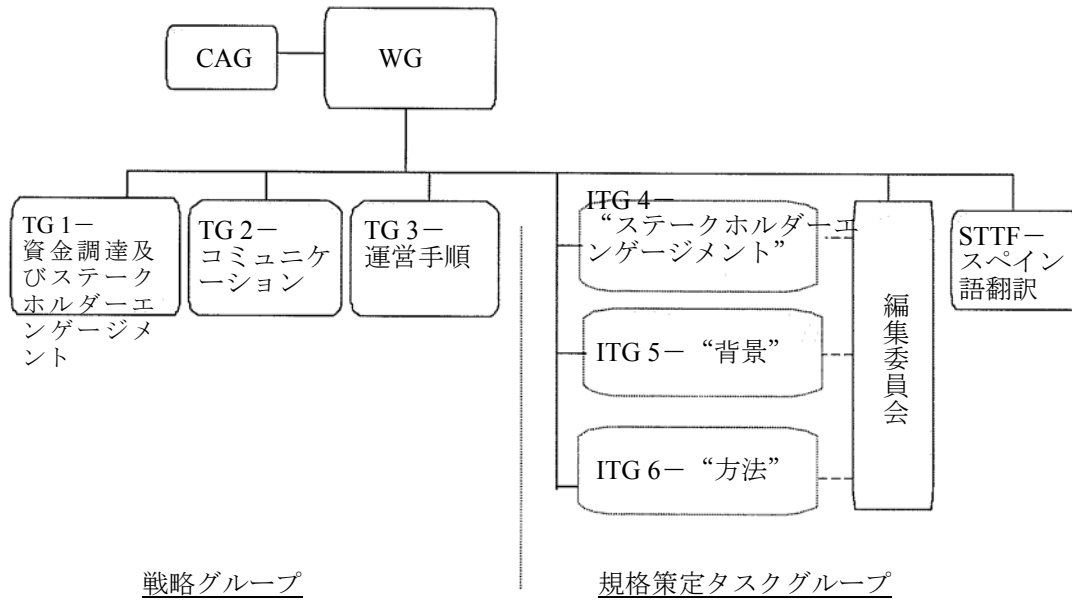 CAG
WG
TG 1－
資金調達及
びステーク
ホルダーエ
ンゲージメ
ント
TG 2－
コミュニケ
ーション
TG 3－
運営手順
ITG 4－
“ステークホルダーエ
ンゲージメント”
ITG 5－“背景”
ITG 6－“方法”
編集委員会
STTF－
スペイン
語翻訳
戦略グループ
規格策定タスクグループ